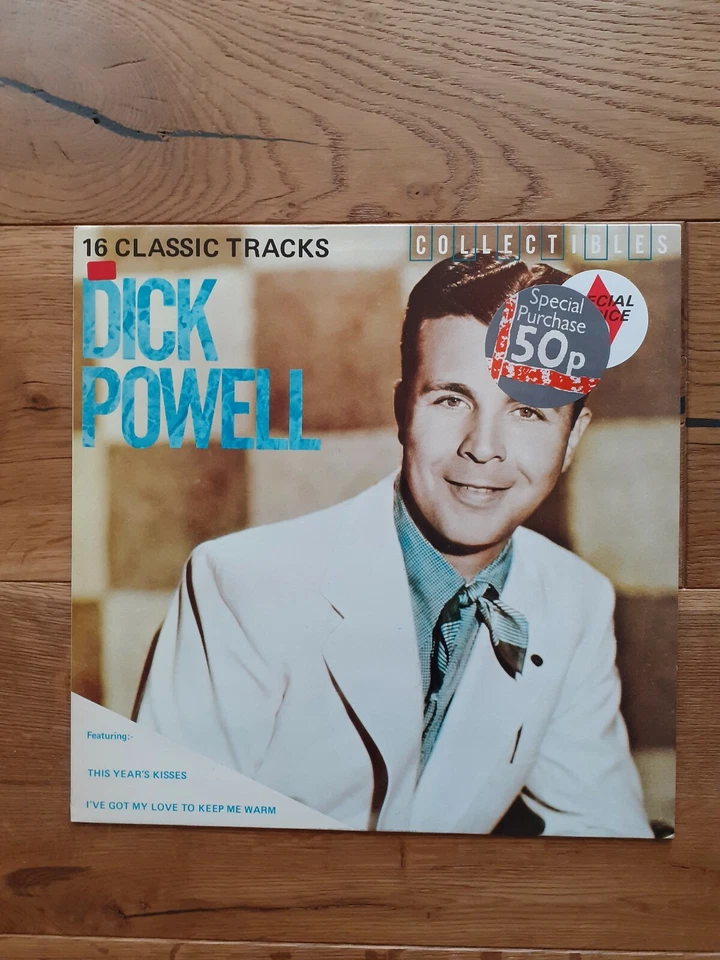 16 CLASSIC TRACKS
COLLECTIBLES
DICK
POWELL
Special
Purchase
50p
Featuring:-
THIS YEAR'S KISSES
I'VE GOT MY LOVE TO KEEP ME WARM